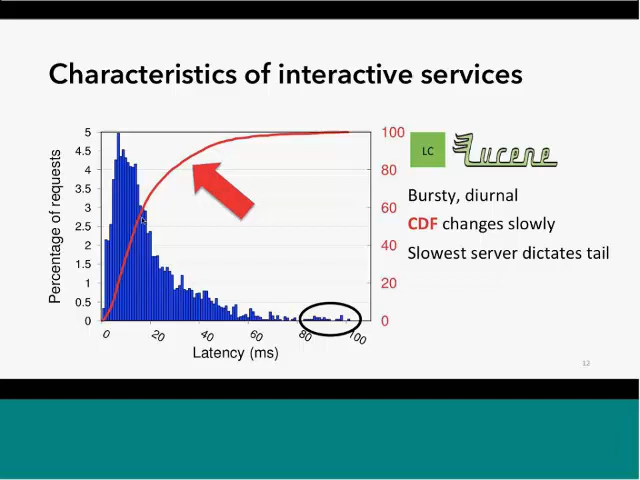 Characteristics of interactive services
Percentage of requests
5
4.5
4
3.5
3
2.5
2
1.5
1
0.5
0
100
80
60
40
20
0
0 20 40 60 80 100
Latency (ms)
LC
Lucene
Bursty, diurnal
CDF changes slowly
Slowest server dictates tail
12